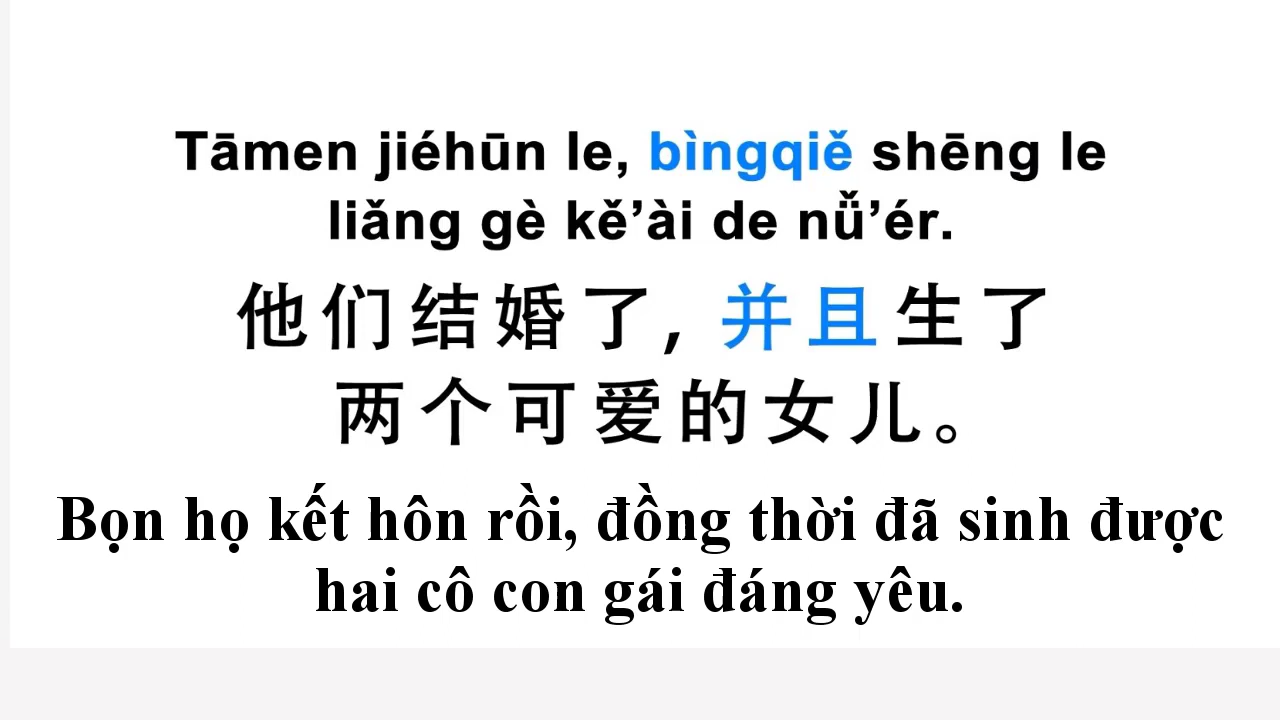 Tāmen jiéhūn le, bìngqiě shēng le
liǎng gè kě’ài de nǚ’ér.
他们结婚了, 并且生了
两个可爱的女儿。
Bọn họ kết hôn rồi, đồng thời đã sinh được
hai cô con gái đáng yêu.